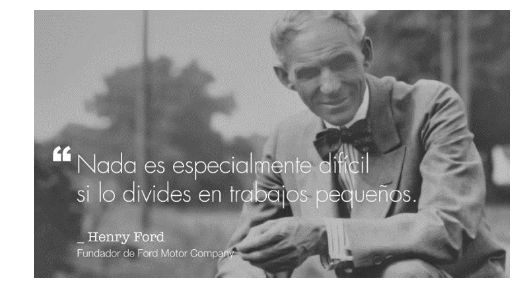 “ Nada es especialmente difícil
si lo divides en trabajos pequeños.
_ Henry Ford
Fundador de Ford Motor Company